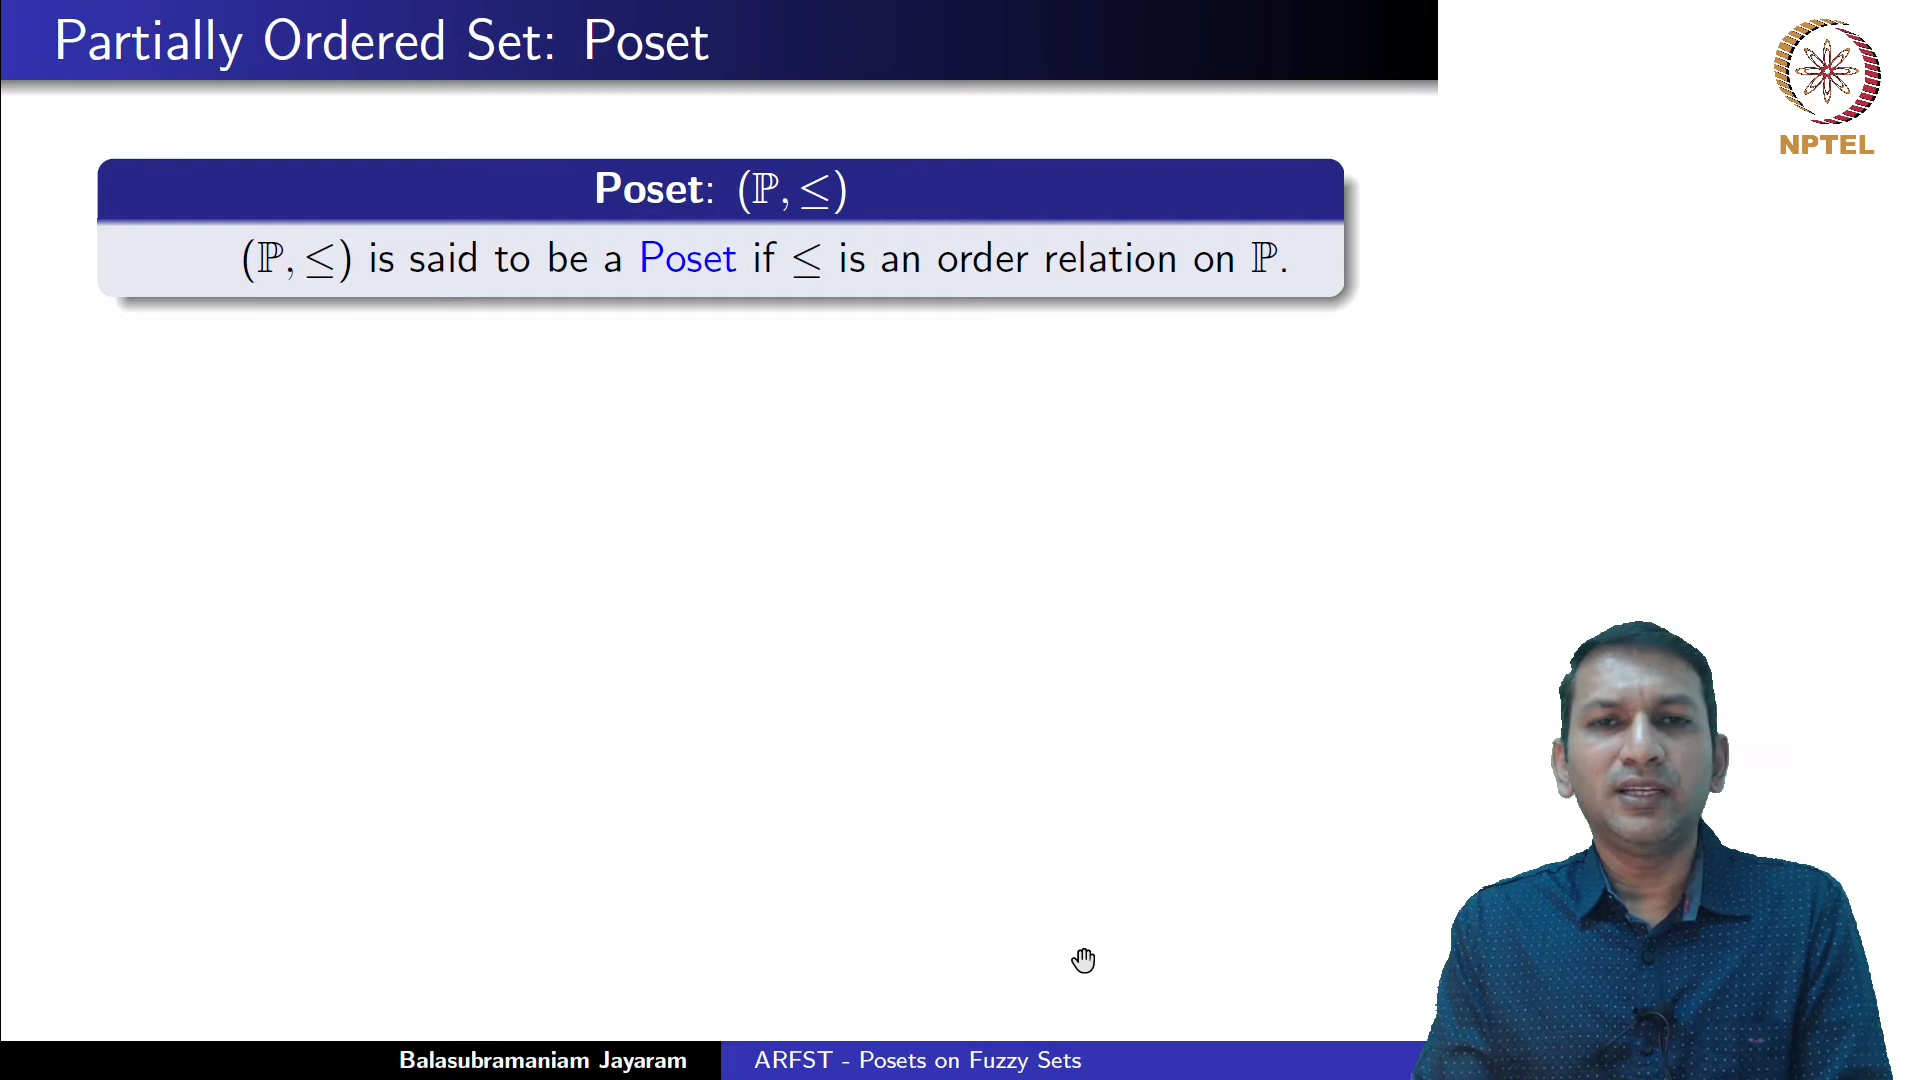 Partially Ordered Set: Poset
NPTEL
Poset: (ℙ, ≤)
(ℙ, ≤) is said to be a Poset if ≤ is an order relation on ℙ.
Balasubramaniam Jayaram
ARFST - Posets on Fuzzy Sets